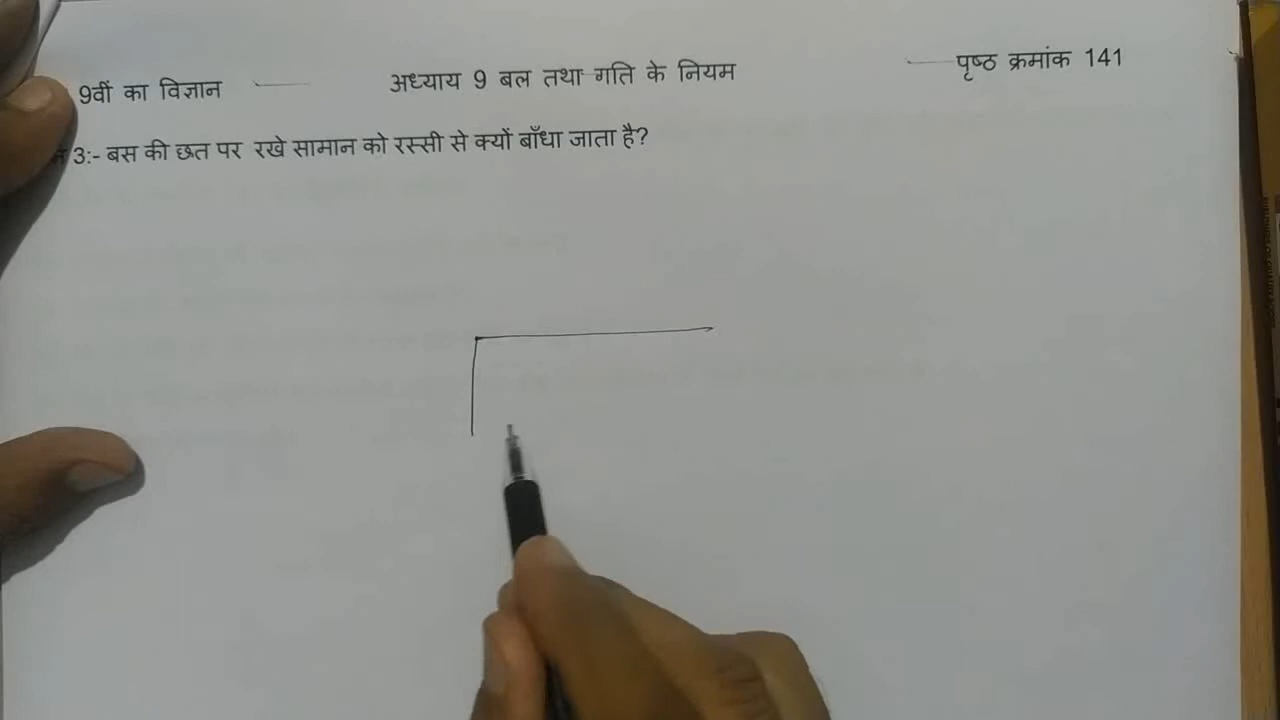 9वीं का विज्ञान अध्याय 9 बल तथा गति के नियम पृष्ठ क्रमांक 141
3:- बस की छत पर रखे सामान को रस्सी से क्यों बाँधा जाता है?